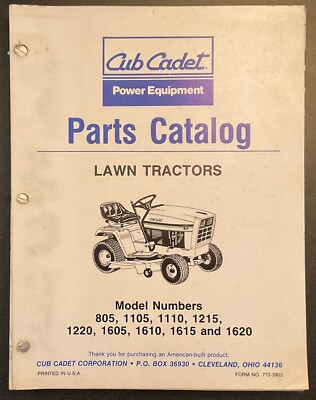 Cub Cadet
Power Equipment
Parts Catalog
LAWN TRACTORS
Model Numbers
805, 1105, 1110, 1215,
1220, 1605, 1610, 1615 and 1620
Thank you for purchasing an American-built product.
CUB CADET CORPORATION • P.O. BOX 36930 • CLEVELAND, OHIO 44136
PRINTED IN U.S.A. FORM NO. 772-3903